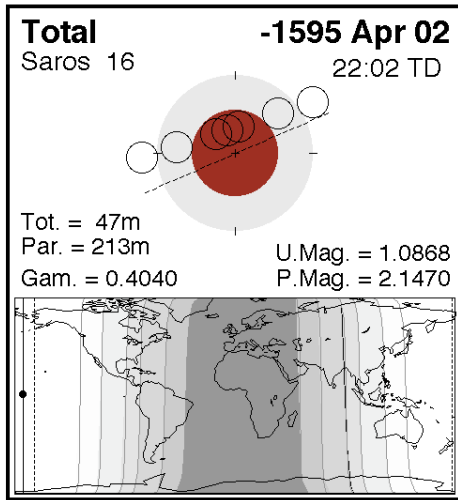 Total -1595 Apr 02
Saros 16 22:02 TD
Tot. = 47m
Par. = 213m U.Mag. = 1.0868
Gam. = 0.4040 P.Mag. = 2.1470